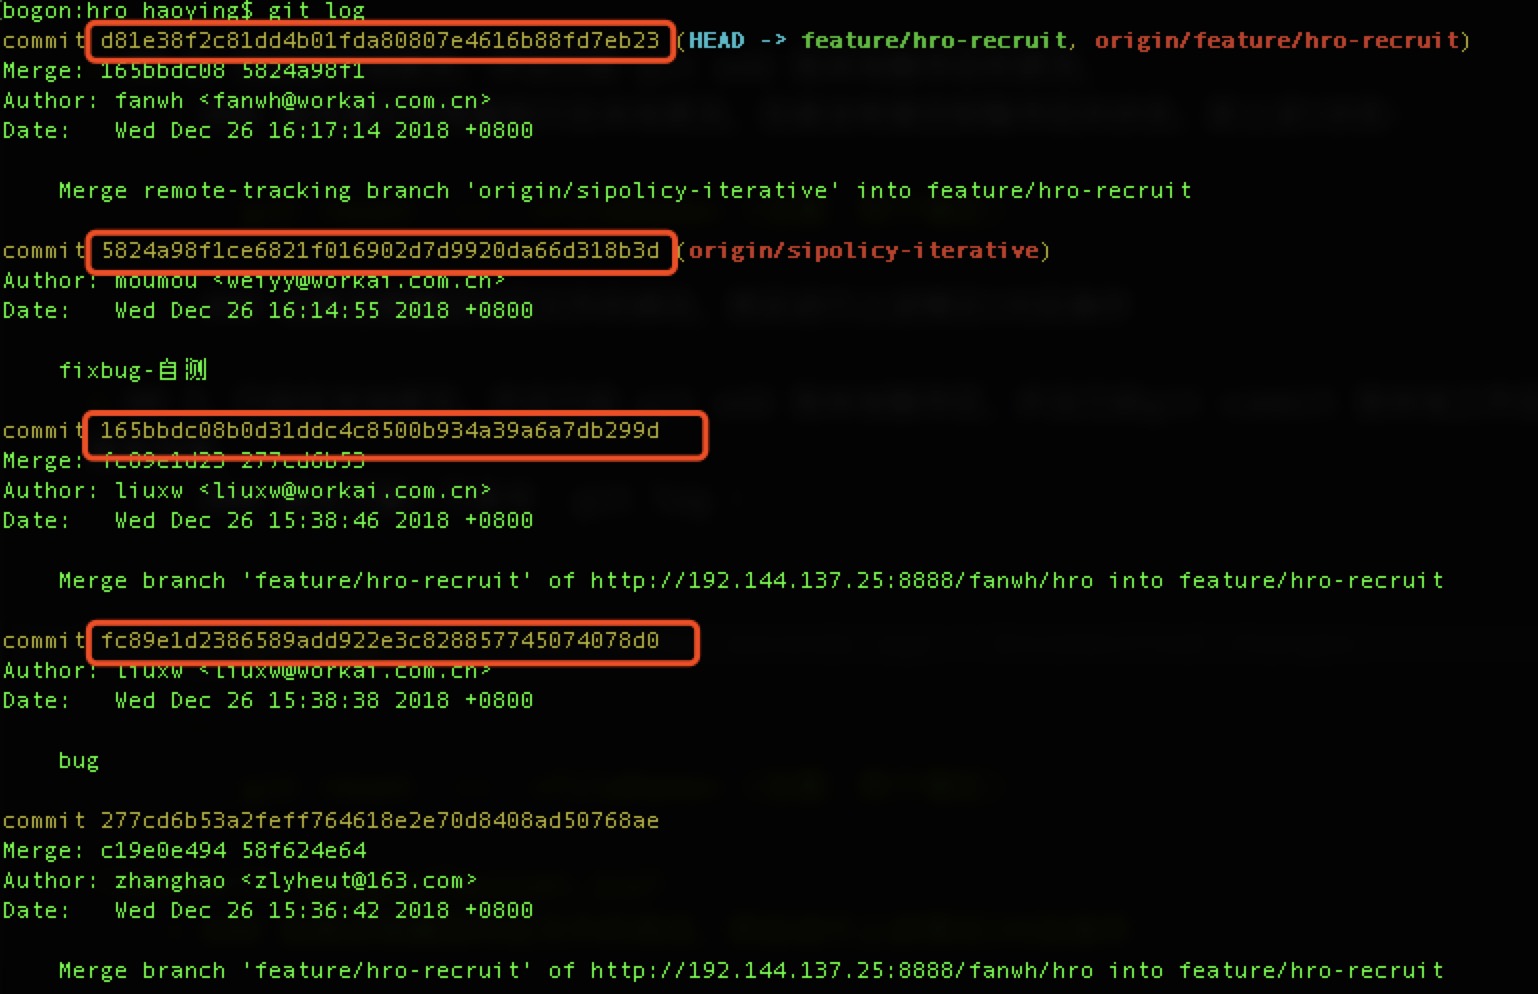 bogon:hro haoying$ git log
commit d81e38f2c81dd4b01fda80807e4616b88fd7eb23 (HEAD -> feature/hro-recruit, origin/feature/hro-recruit)
Merge: 165bbdc08 5824a98f1
Author: fanwh <fanwh@workai.com.cn>
Date:   Wed Dec 26 16:17:14 2018 +0800
Merge remote-tracking branch 'origin/sipolicy-iterative' into feature/hro-recruit
commit 5824a98f1ce6821f016902d7d9920da66d318b3d (origin/sipolicy-iterative)
Author: moumou <weiyy@workai.com.cn>
Date:   Wed Dec 26 16:14:55 2018 +0800
fixbug-自测
commit 165bbdc08b0d31ddc4c8500b934a39a6a7db299d
Merge: fc89e1d23 277cd6b53
Author: liuxw <liuxw@workai.com.cn>
Date:   Wed Dec 26 15:38:46 2018 +0800
Merge branch 'feature/hro-recruit' of http://192.144.137.25:8888/fanwh/hro into feature/hro-recruit
commit fc89e1d2386589add922e3c828857745074078d0
Author: liuxw <liuxw@workai.com.cn>
Date:   Wed Dec 26 15:38:38 2018 +0800
bug
commit 277cd6b53a2feff764618e2e70d8408ad50768ae
Merge: c19e0e494 58f624e64
Author: zhanghao <zlyheut@163.com>
Date:   Wed Dec 26 15:36:42 2018 +0800
Merge branch 'feature/hro-recruit' of http://192.144.137.25:8888/fanwh/hro into feature/hro-recruit